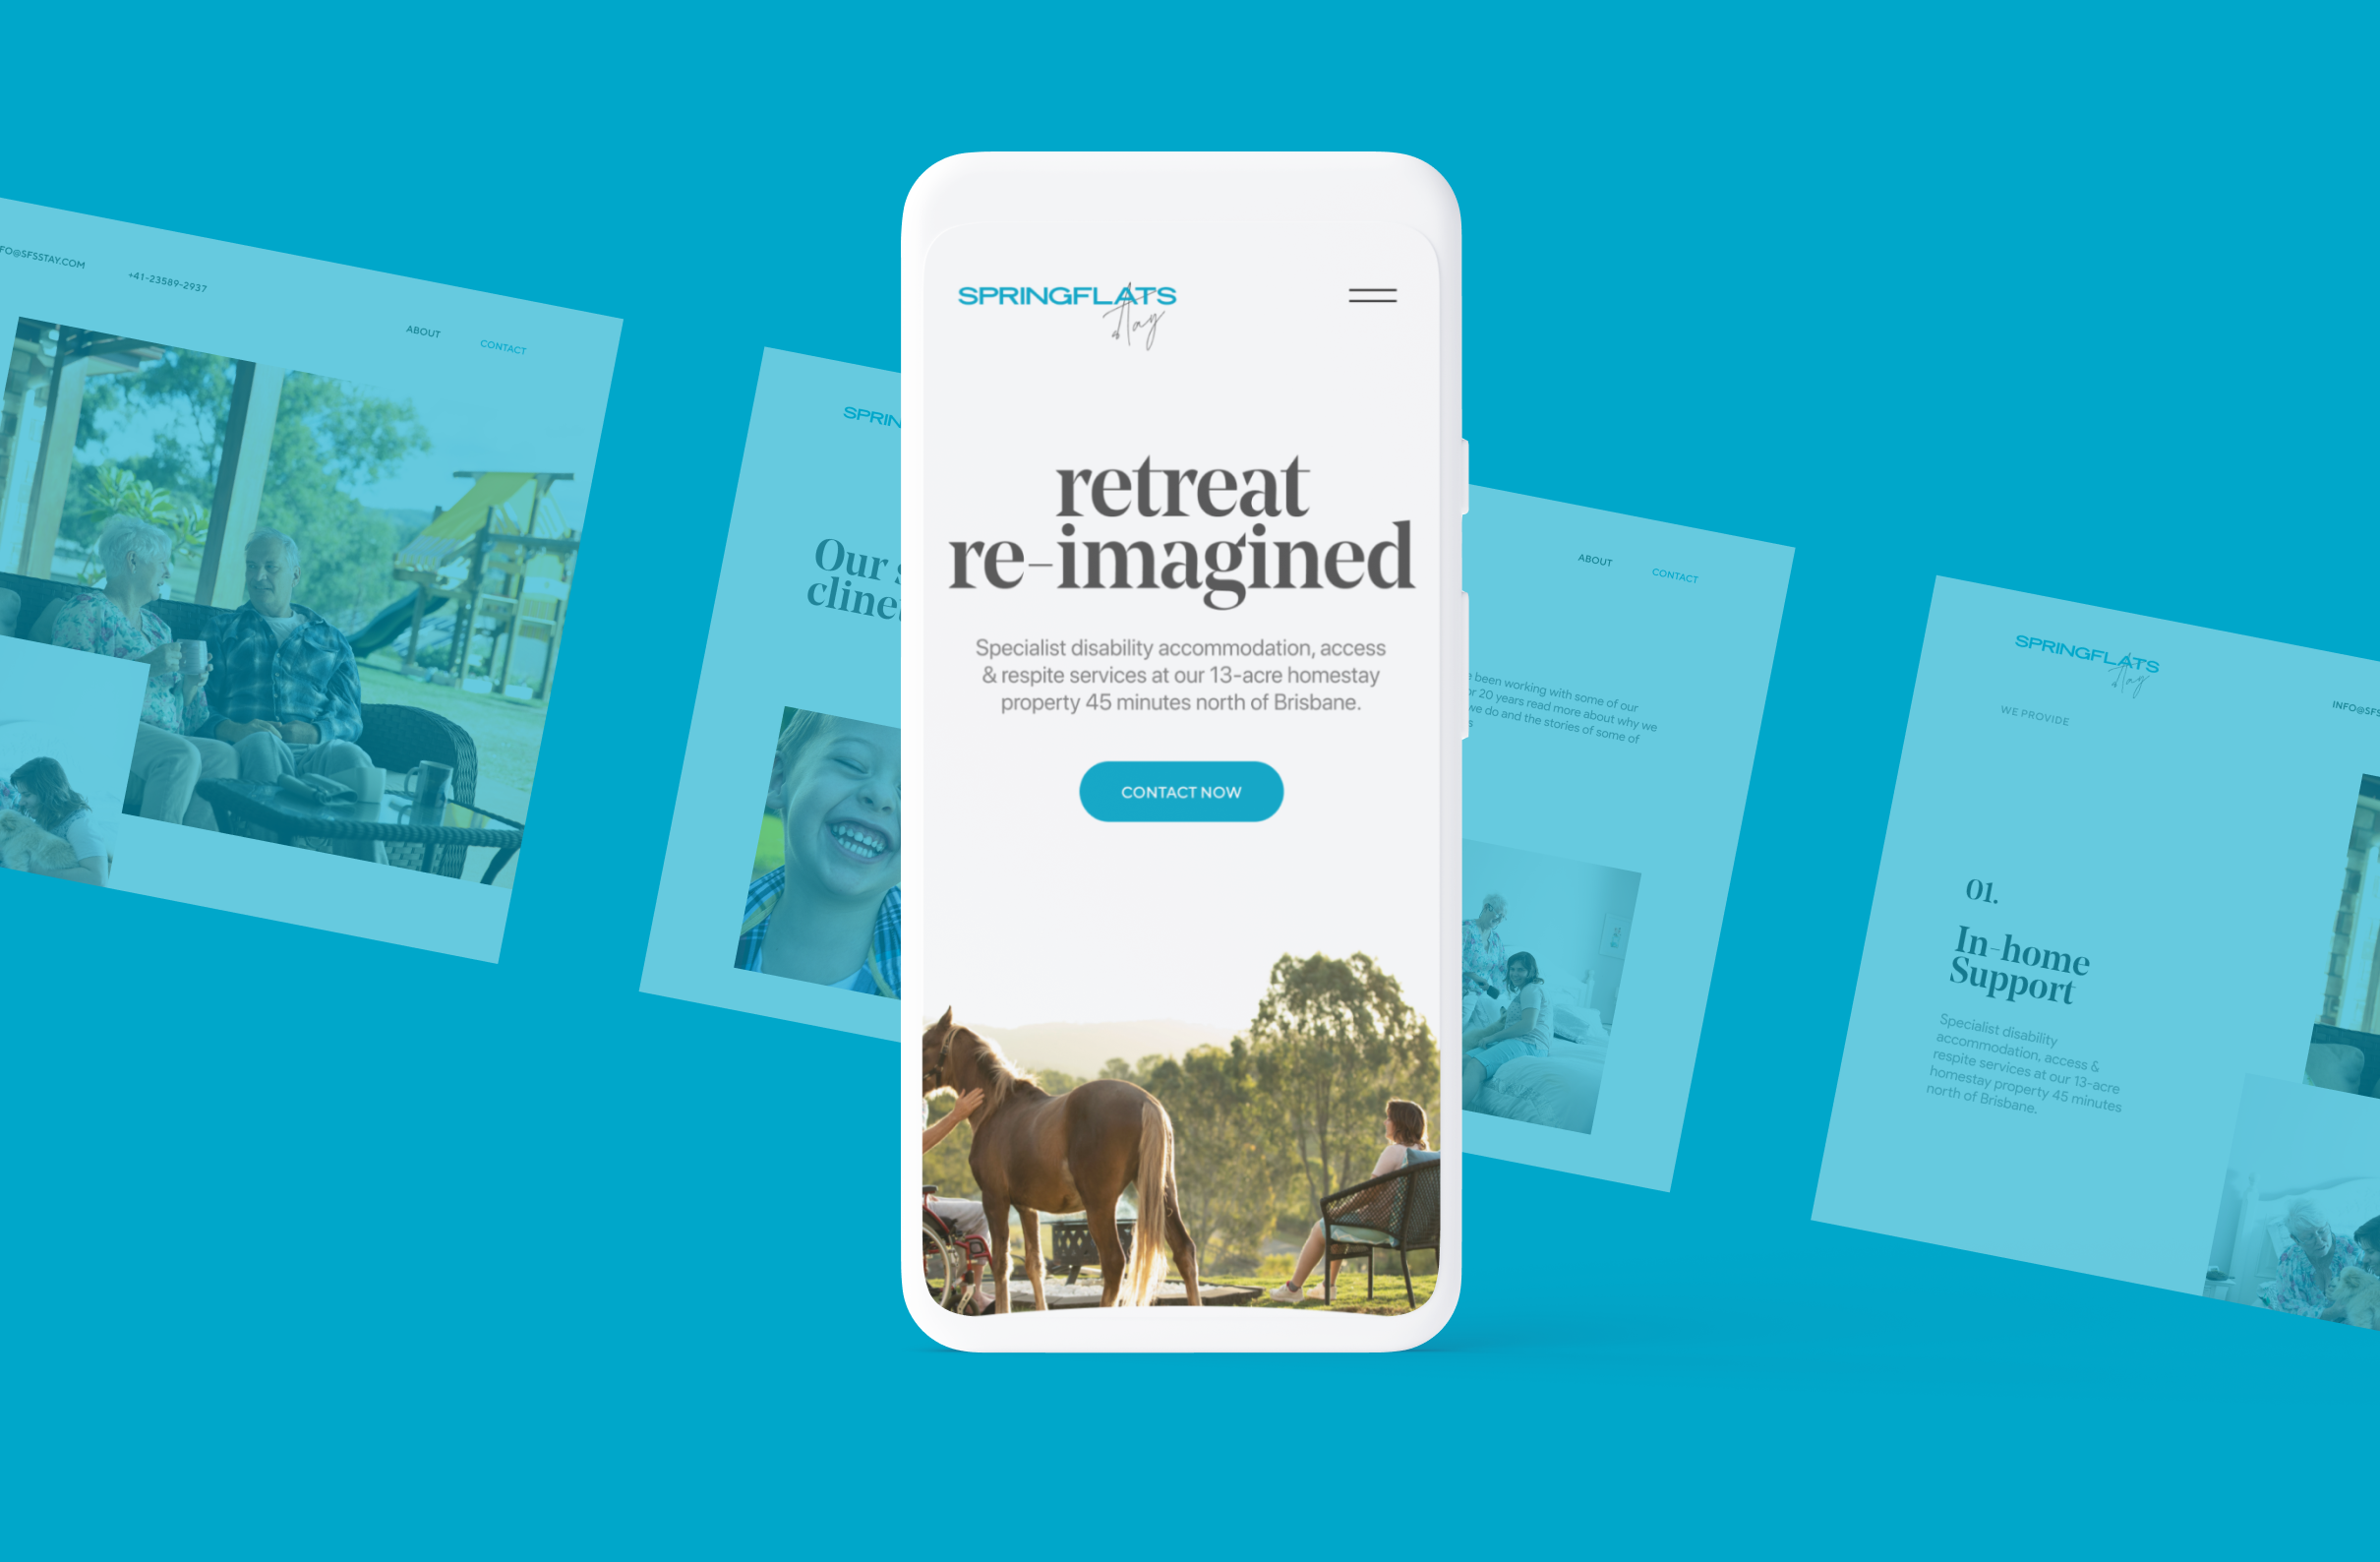 FO@SFSSTAY.COM
+41-23589-2937
ABOUT
CONTACT
SPRIN
Our s
cline
SPRINGFLATS
stay
retreat
re-imagined
Specialist disability accommodation, access
& respite services at our 13-acre homestay
property 45 minutes north of Brisbane.
CONTACT NOW
ABOUT
CONTACT
been working with some of our
or 20 years read more about why we
we do and the stories of some of
s
SPRINGFLATS
stay
INFO@SFS
WE PROVIDE
01.
In-home
Support
Specialist disability
accommodation, access &
respite services at our 13-acre
homestay property 45 minutes
north of Brisbane.